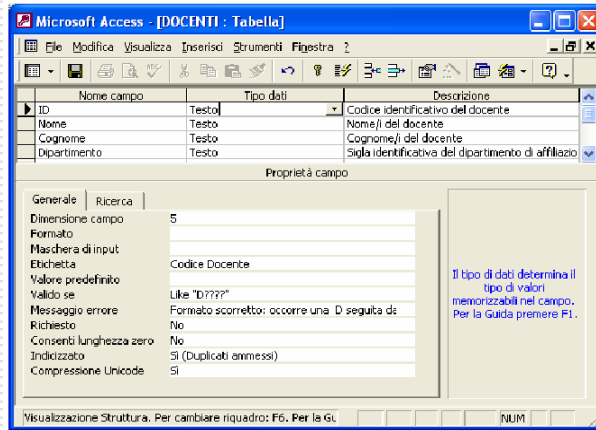 Microsoft Access - [DOCENTI : Tabella]
File Modifica Visualizza Inserisci Strumenti Finestra ?
Nome campo Tipo dati Descrizione
ID Testo Codice identificativo del docente
Nome Testo Nome/i del docente
Cognome Testo Cognome/i del docente
Dipartimento Testo Sigla identificativa del dipartimento di affiliazio
Proprietà campo
Generale Ricerca
Dimensione campo 5
Formato
Maschera di input
Etichetta Codice Docente
Valore predefinito
Valido se Like "D????"
Messaggio errore Formato scorretto: occorre una D seguita da
Richiesto No
Consenti lunghezza zero No
Indicizzato Sì (Duplicati ammessi)
Compressione Unicode Sì
Il tipo di dati determina il
tipo di valori
memorizzabili nel campo.
Per la Guida premere F1.
Visualizzazione Struttura. Per cambiare riquadro: F6. Per la Gu
NUM